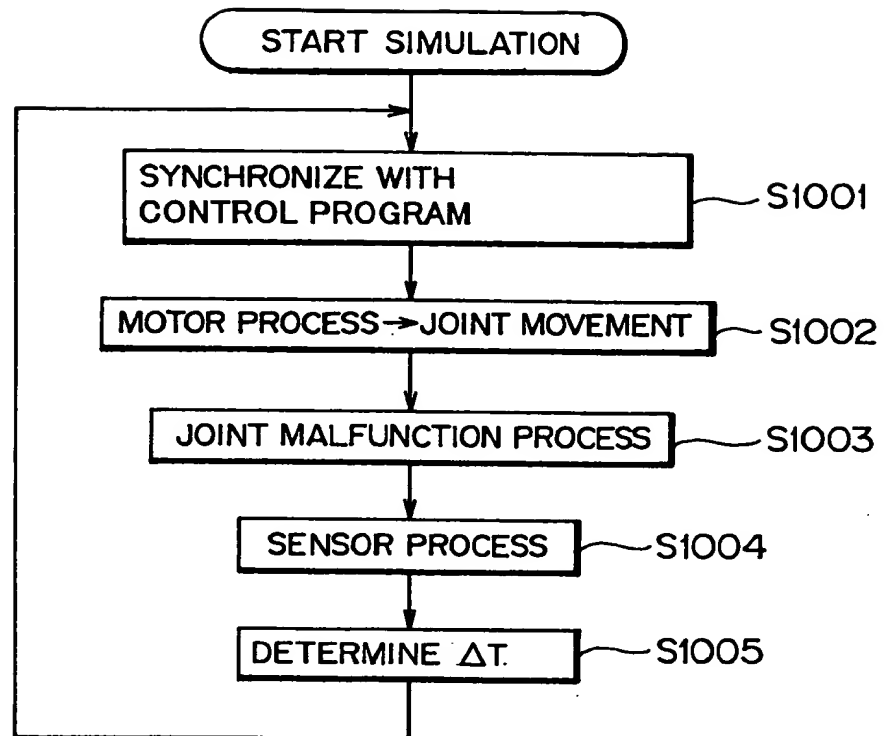 START SIMULATION
SYNCHRONIZE WITH
CONTROL PROGRAM
S1001
MOTOR PROCESS→JOINT MOVEMENT
S1002
JOINT MALFUNCTION PROCESS
S1003
SENSOR PROCESS
S1004
DETERMINE ΔT.
S1005